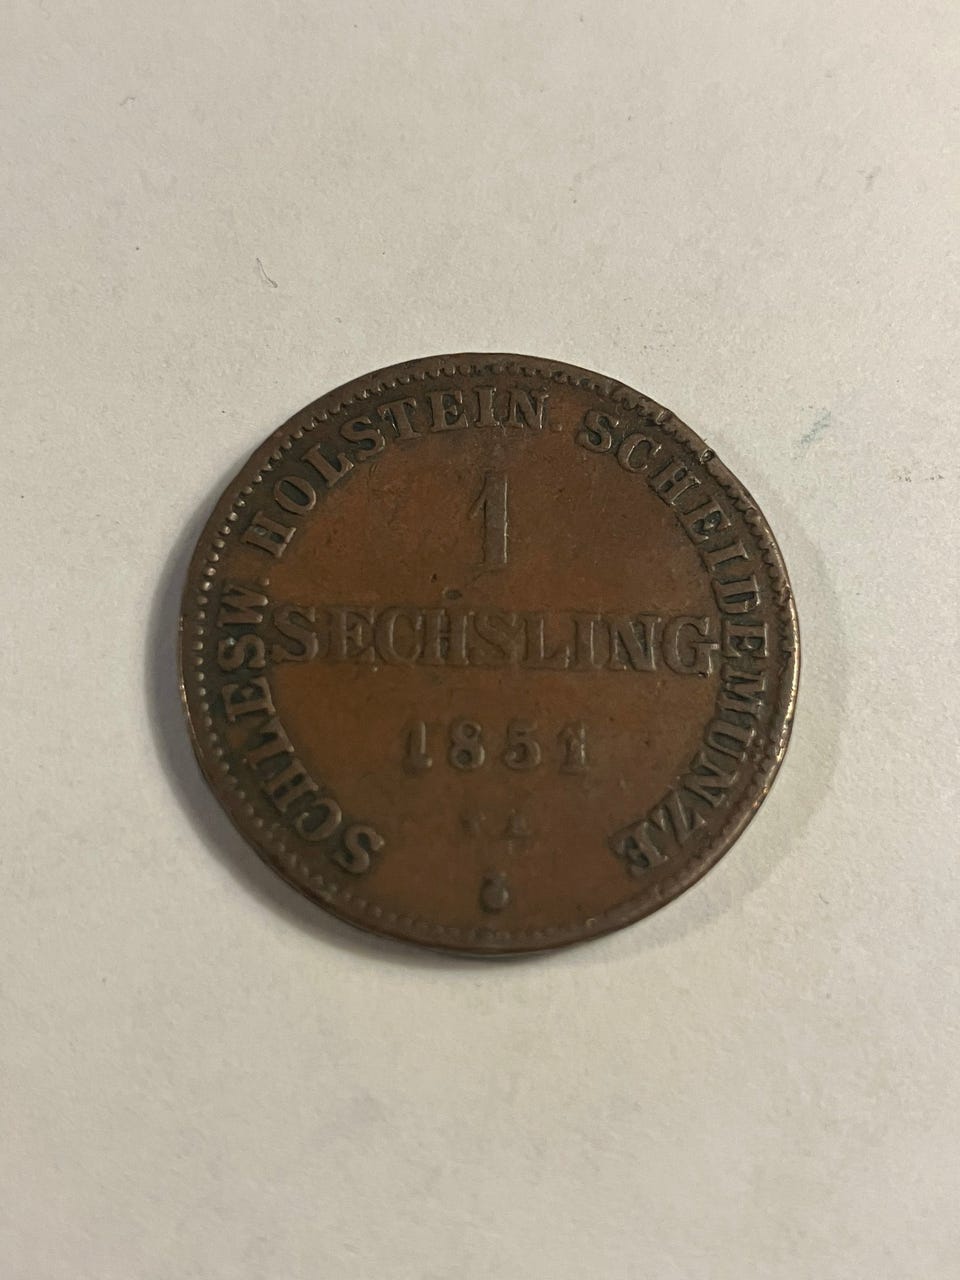 SCHLESW. HOLSTEIN. SCHEIDEMÜNZE
1
SECHSLING
1851